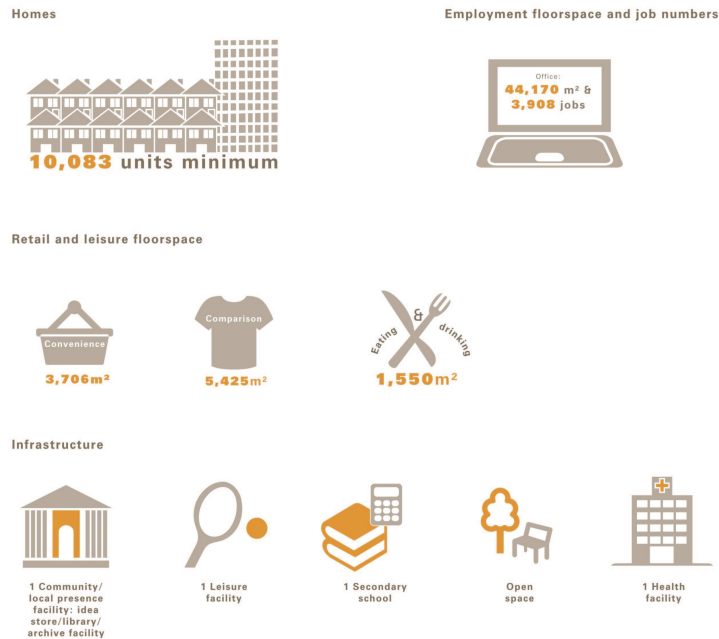 Homes
Employment floorspace and job numbers
10,083 units minimum
Office:
44,170 m² &
3,908 jobs
Retail and leisure floorspace
Convenience
3,706m²
Comparison
5,425m²
Eating & drinking
1,550m²
Infrastructure
1 Community/
local presence
facility: idea
store/library/
archive facility
1 Leisure
facility
1 Secondary
school
Open
space
1 Health
facility